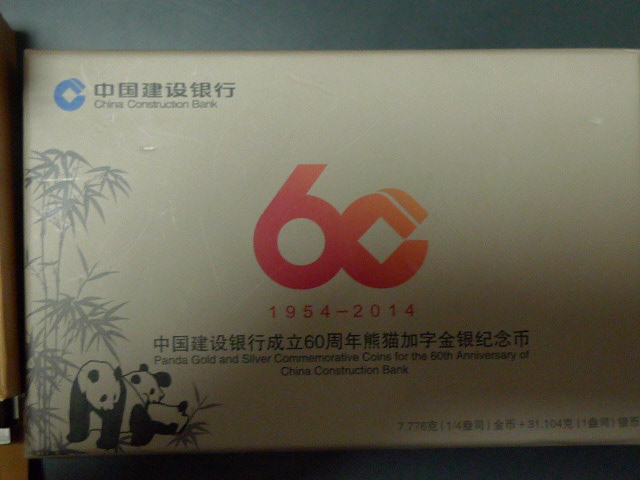 中国建设银行
China Construction Bank
60
1954-2014
中国建设银行成立60周年熊猫加字金银纪念币
Panda Gold and Silver Commemorative Coins for the 60th Anniversary of
China Construction Bank
7.776克(1/4盎司)金币+31.104克(1盎司)银币